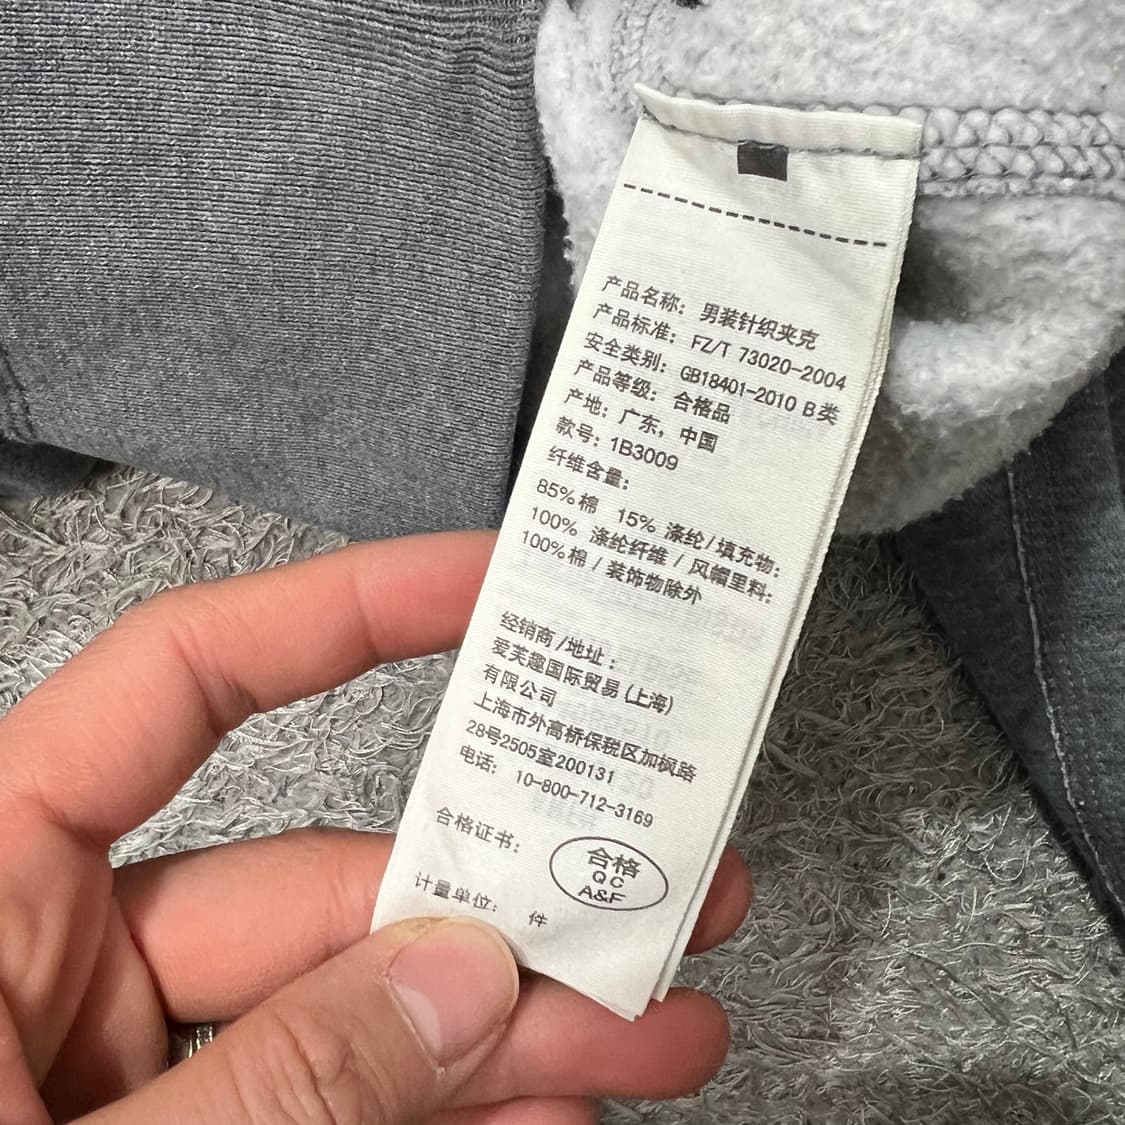 产品名称: 男装针织夹克
产品标准: FZ/T 73020-2004
安全类别: GB18401-2010 B类
产品等级: 合格品
产地: 广东, 中国
款号: 1B3009
纤维含量:
85%棉 15% 涤纶/填充物:
100% 涤纶纤维 / 风帽里料:
100%棉 / 装饰物除外
经销商/地址:
爱芙趣国际贸易(上海)
有限公司
上海市外高桥保税区加枫路
28号2505室200131
电话: 10-800-712-3169
合格证书:
合格
QC
A&F
计量单位: 件